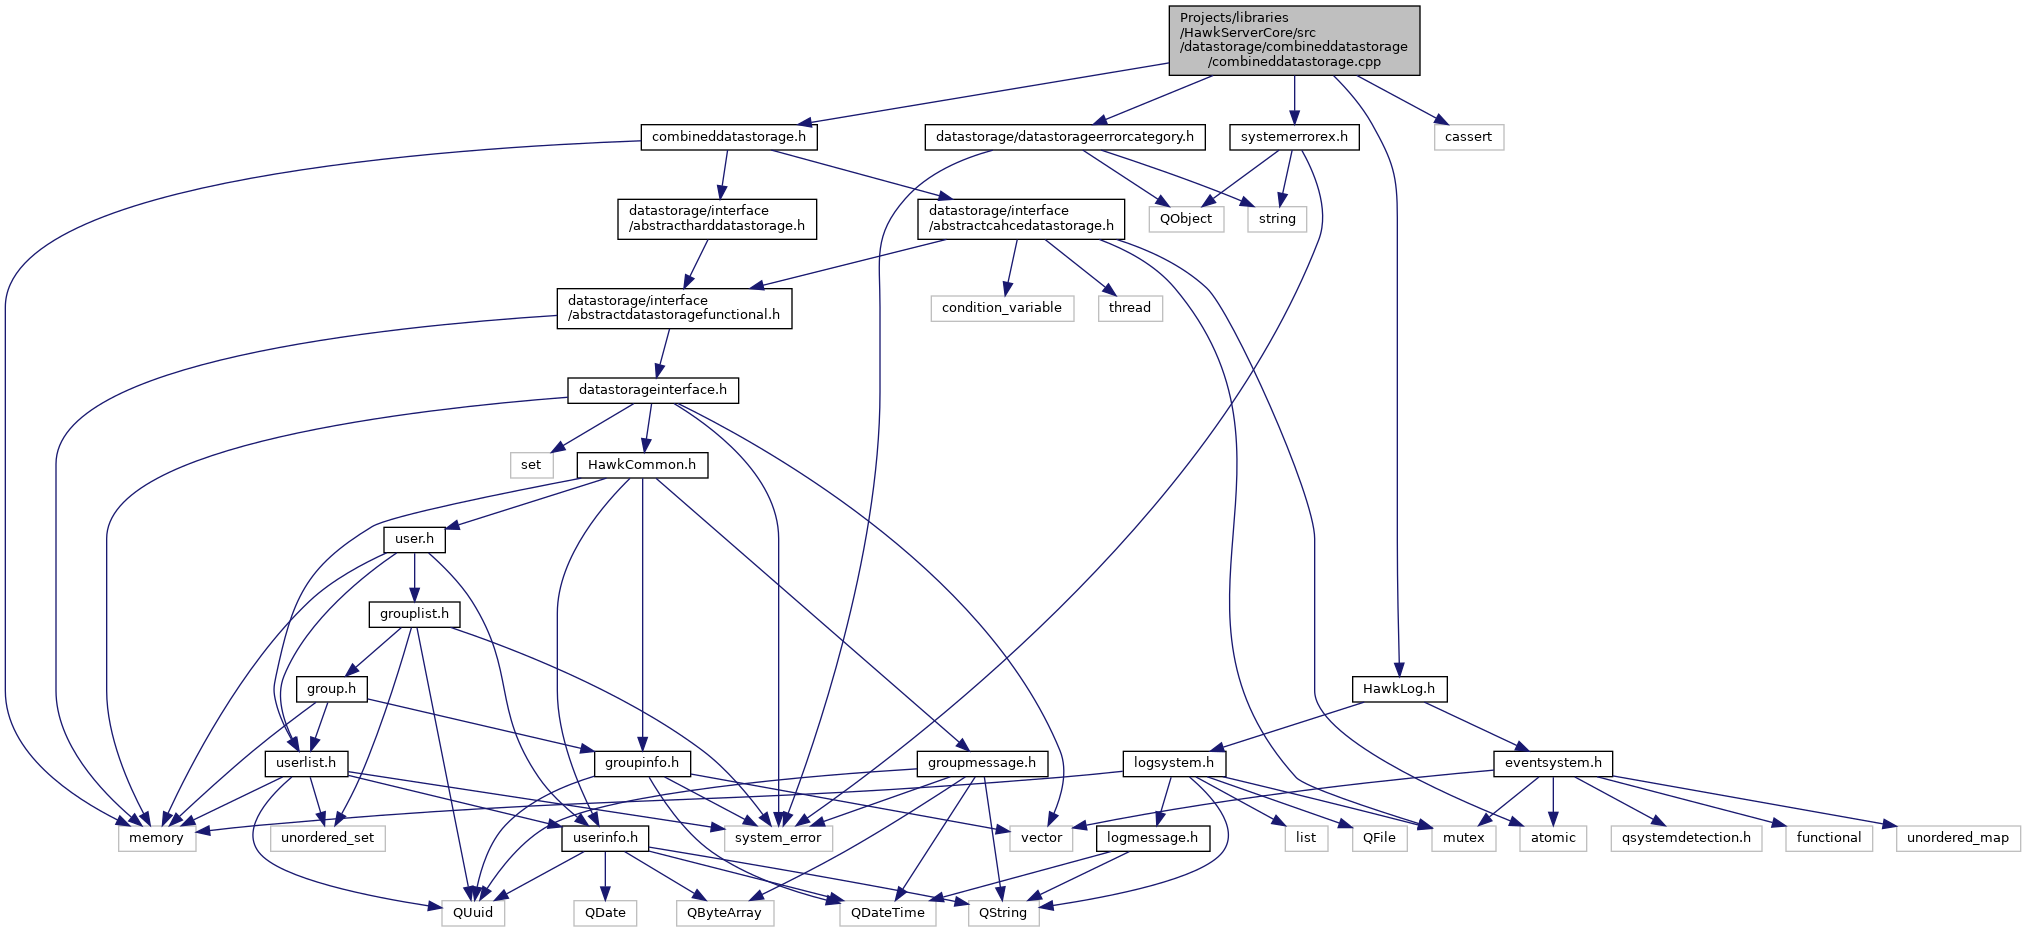 Projects/libraries
/HawkServerCore/src
/datastorage/combineddatastorage
/combineddatastorage.cpp
combineddatastorage.h
datastorage/datastorageerrorcategory.h
systemerrorex.h
cassert
datastorage/interface
/abstractharddatastorage.h
datastorage/interface
/abstractcahcedatastorage.h
QObject
string
datastorage/interface
/abstractdatastoragefunctional.h
condition_variable
thread
datastorageinterface.h
set
HawkCommon.h
user.h
grouplist.h
group.h
HawkLog.h
userlist.h
groupinfo.h
groupmessage.h
logsystem.h
eventsystem.h
memory
unordered_set
userinfo.h
system_error
vector
logmessage.h
list
QFile
mutex
atomic
qsystemdetection.h
functional
unordered_map
QUuid
QDate
QByteArray
QDateTime
QString